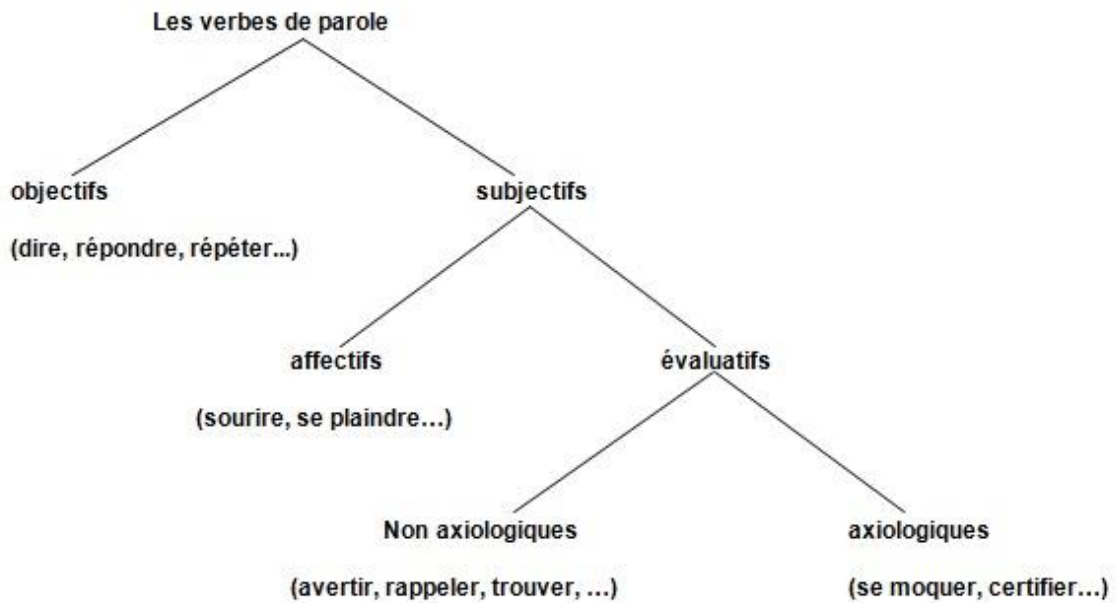 Les verbes de parole
objectifs
subjectifs
(dire, répondre, répéter...)
affectifs
évaluatifs
(sourire, se plaindre…)
Non axiologiques
axiologiques
(avertir, rappeler, trouver, …)
(se moquer, certifier…)